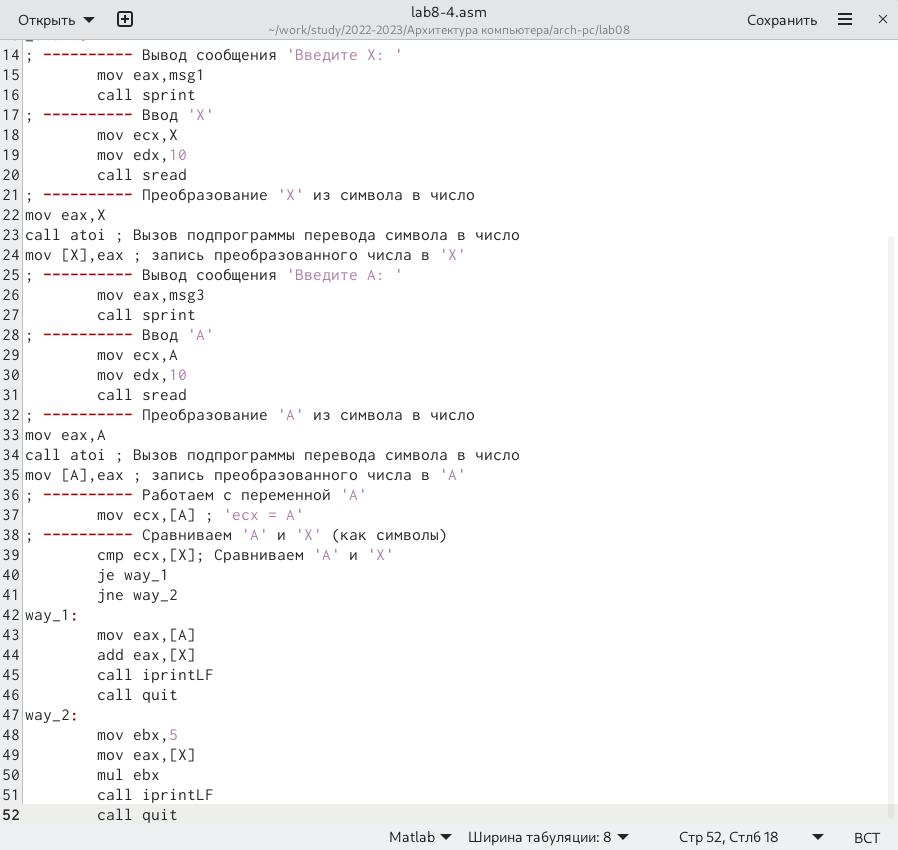 Открыть
lab8-4.asm
~/work/study/2022-2023/Архитектура компьютера/arch-pc/lab08
Сохранить
14 ; ---------- Вывод сообщения 'Введите X: '
15 mov eax,msg1
16 call sprint
17 ; ---------- Ввод 'X'
18 mov ecx,X
19 mov edx,10
20 call sread
21 ; ---------- Преобразование 'X' из символа в число
22 mov eax,X
23 call atoi ; Вызов подпрограммы перевода символа в число
24 mov [X],eax ; запись преобразованного числа в 'X'
25 ; ---------- Вывод сообщения 'Введите A: '
26 mov eax,msg3
27 call sprint
28 ; ---------- Ввод 'A'
29 mov ecx,A
30 mov edx,10
31 call sread
32 ; ---------- Преобразование 'A' из символа в число
33 mov eax,A
34 call atoi ; Вызов подпрограммы перевода символа в число
35 mov [A],eax ; запись преобразованного числа в 'A'
36 ; ---------- Работаем с переменной 'A'
37 mov ecx,[A] ; 'ecx = A'
38 ; ---------- Сравниваем 'A' и 'X' (как символы)
39 cmp ecx,[X]; Сравниваем 'A' и 'X'
40 je way_1
41 jne way_2
42 way_1:
43 mov eax,[A]
44 add eax,[X]
45 call iprintLF
46 call quit
47 way_2:
48 mov ebx,5
49 mov eax,[X]
50 mul ebx
51 call iprintLF
52 call quit
Matlab Ширина табуляции: 8 Стр 52, Стлб 18 ВСТ